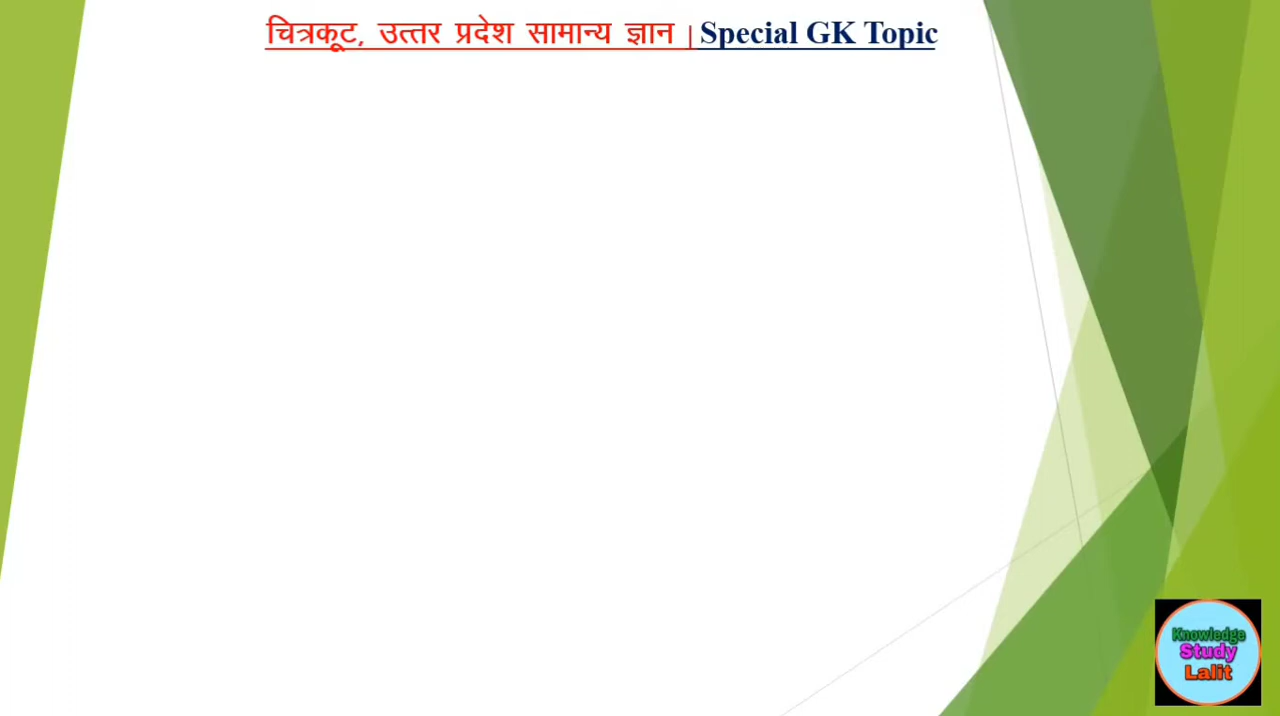 चित्रकूट, उत्तर प्रदेश सामान्य ज्ञान | Special GK Topic
Knowledge
Study
Lalit